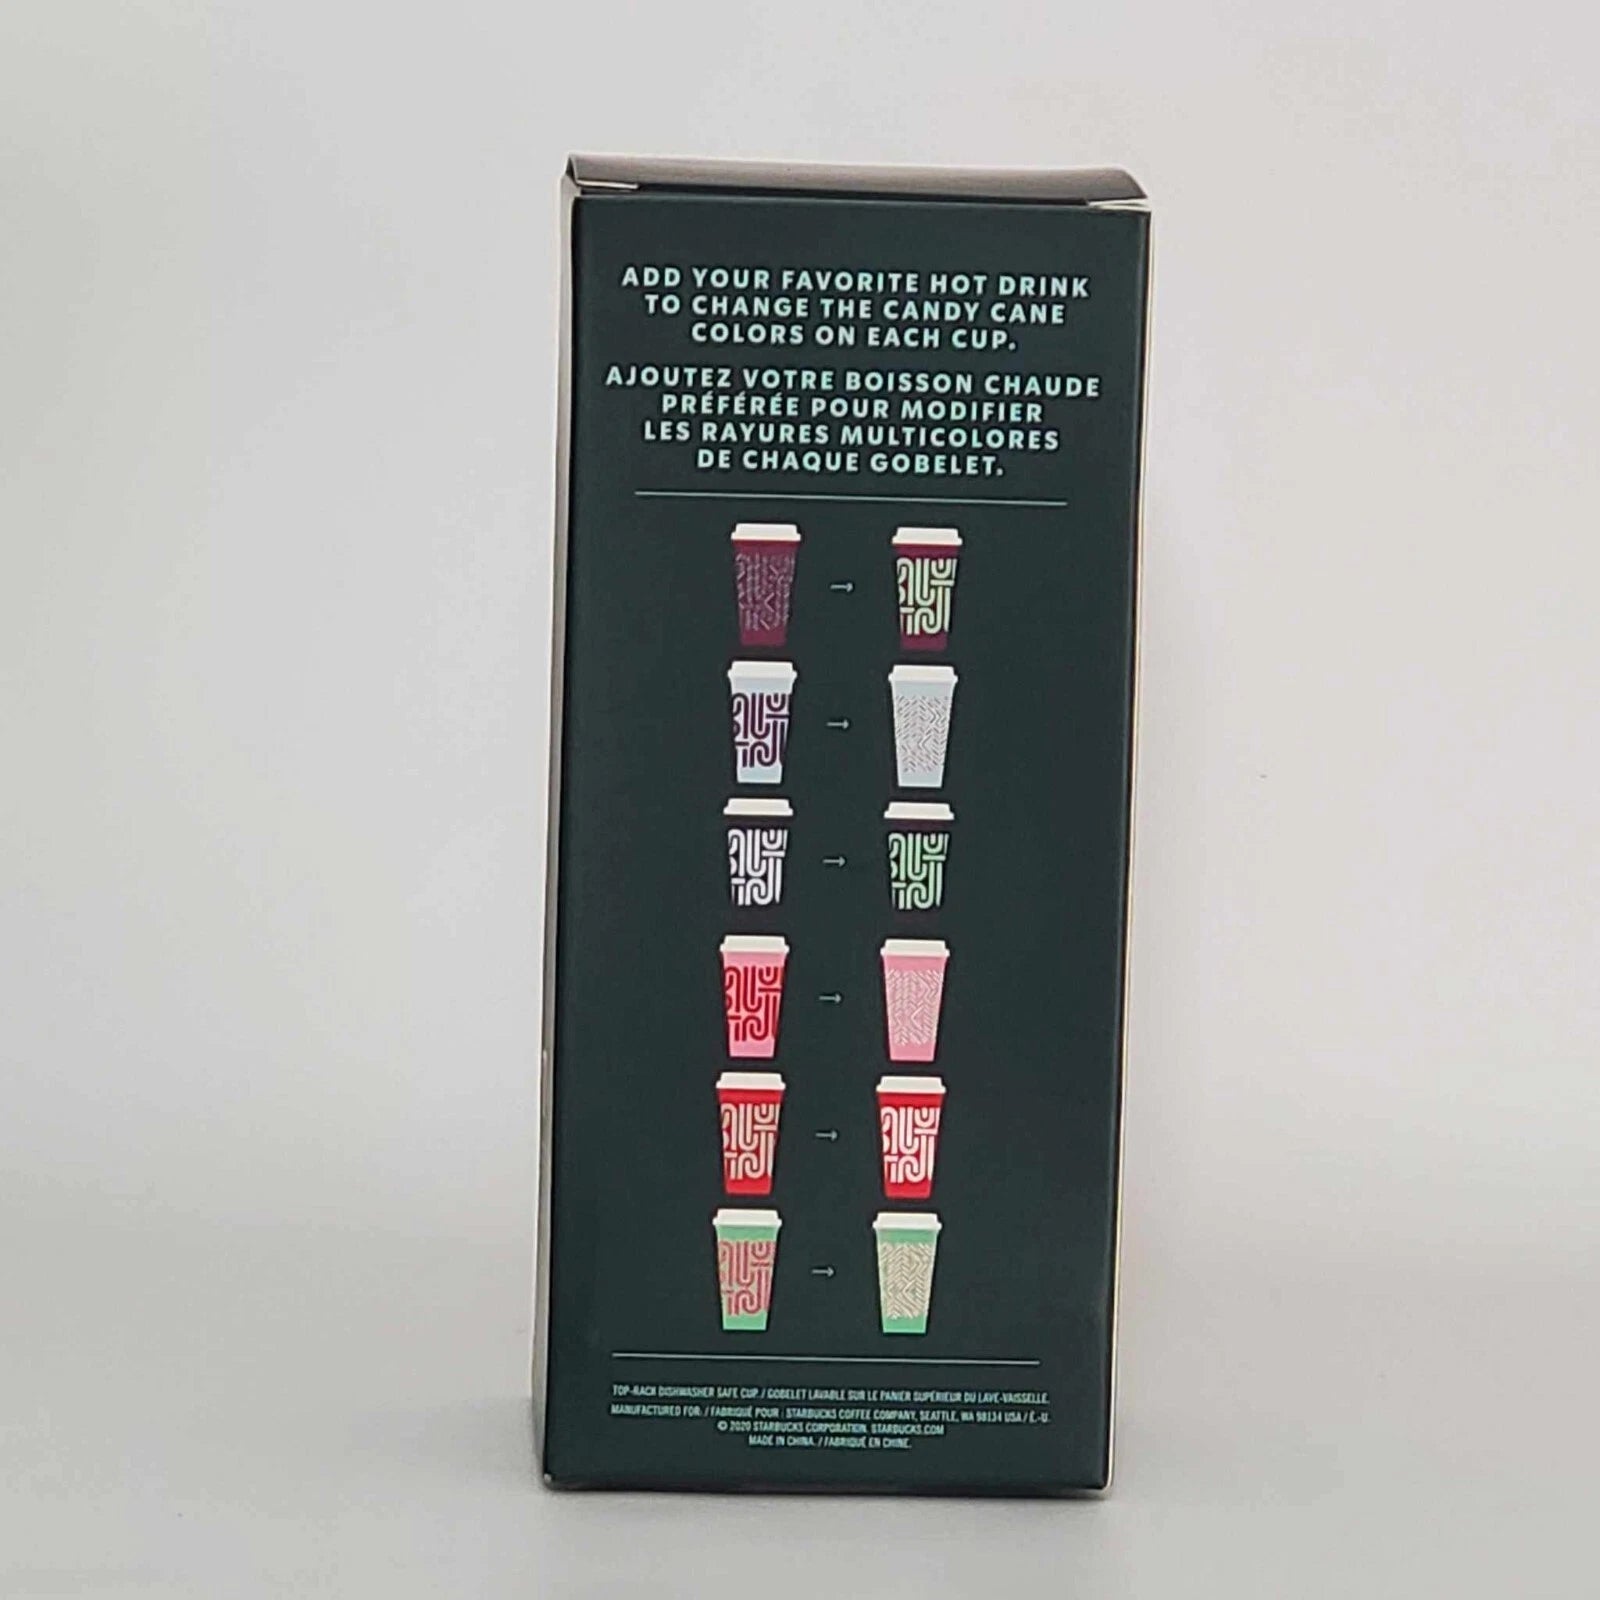 ADD YOUR FAVORITE HOT DRINK
TO CHANGE THE CANDY CANE
COLORS ON EACH CUP.
AJOUTEZ VOTRE BOISSON CHAUDE
PRÉFÉRÉE POUR MODIFIER
LES RAYURES MULTICOLORES
DE CHAQUE GOBELET.
TOP-RACK DISHWASHER SAFE CUP. / GOBELET LAVABLE SUR LE PANIER SUPÉRIEUR DU LAVE-VAISSELLE.
MANUFACTURED FOR: / FABRIQUÉ POUR : STARBUCKS COFFEE COMPANY, SEATTLE, WA 98134 USA / É.-U.
© 2020 STARBUCKS CORPORATION. STARBUCKS.COM
MADE IN CHINA. / FABRIQUÉ EN CHINE.